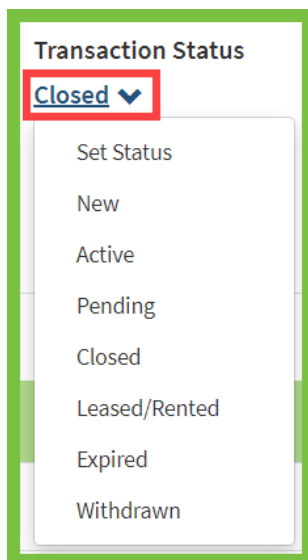 Transaction Status
Closed
Set Status
New
Active
Pending
Closed
Leased/Rented
Expired
Withdrawn